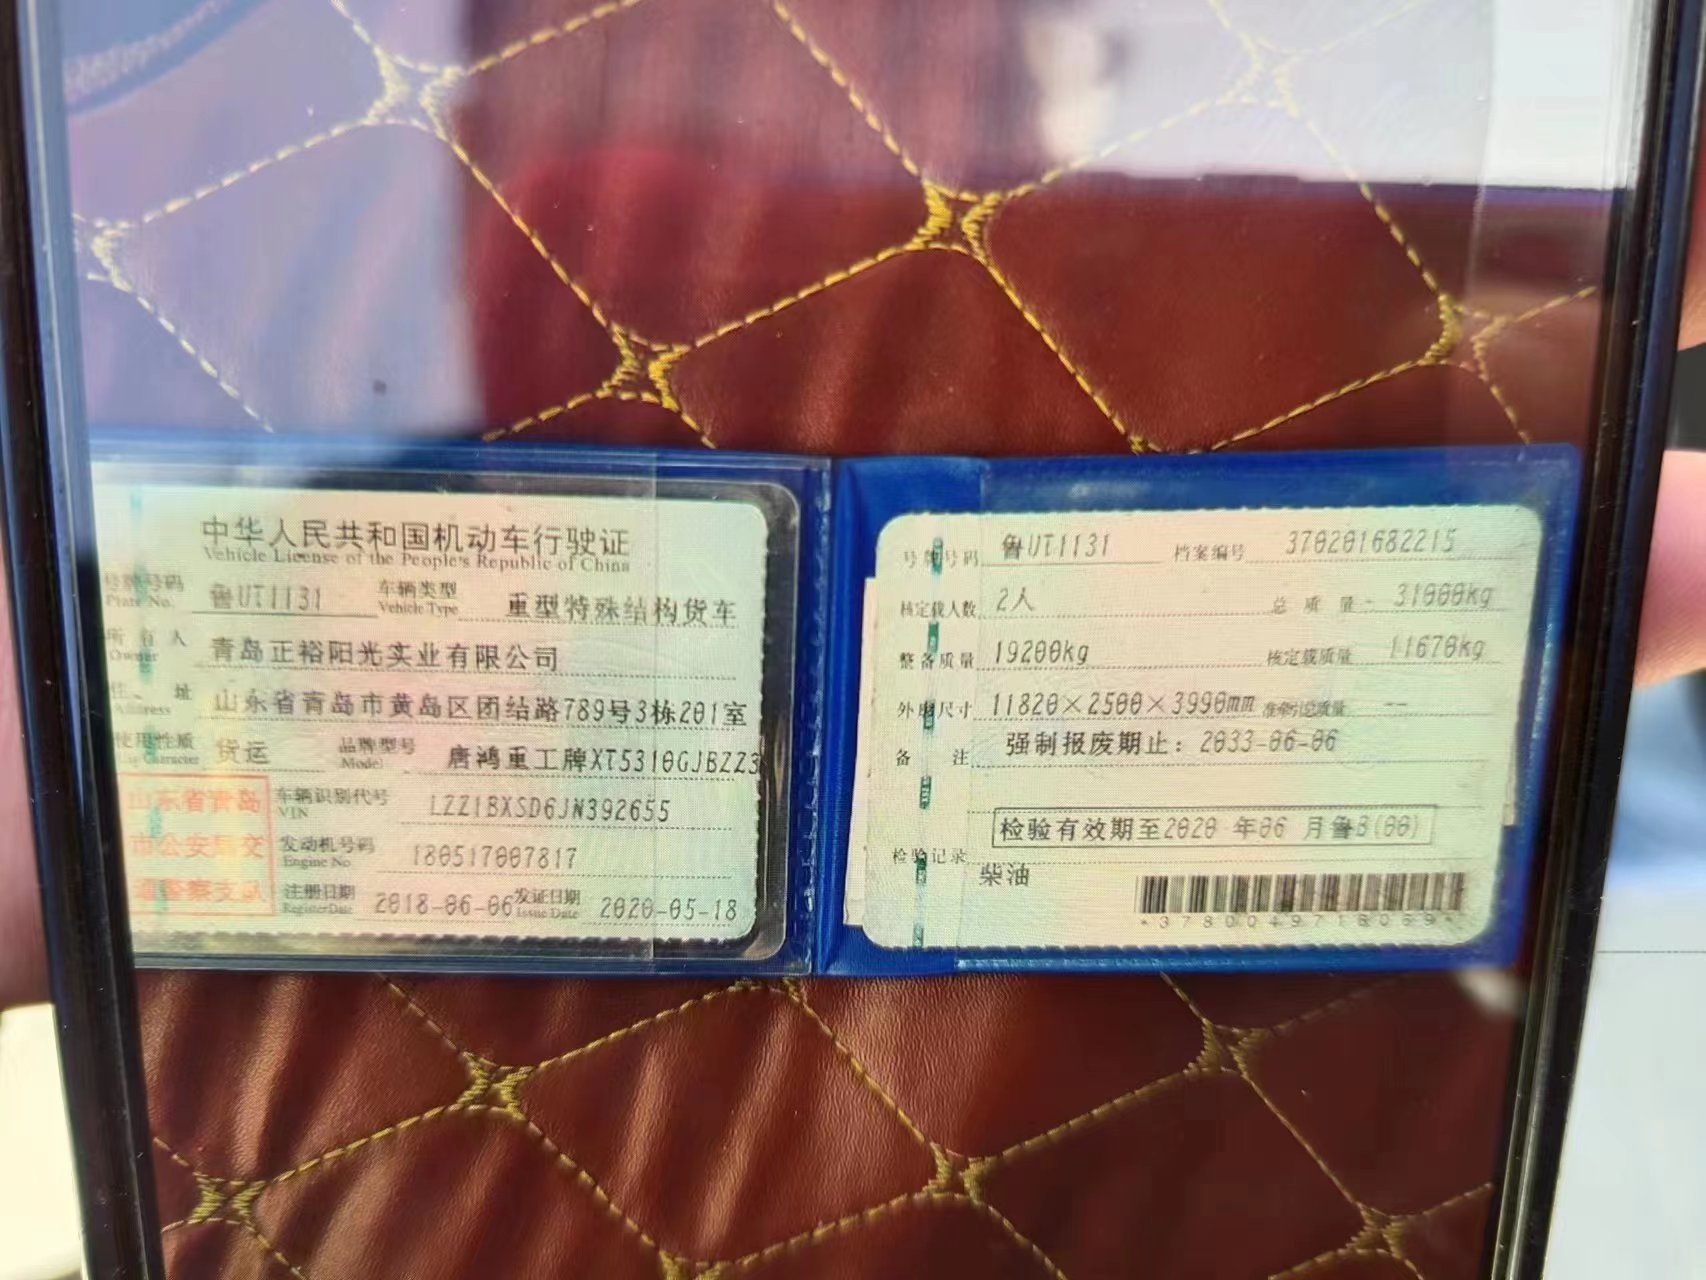 中华人民共和国机动车行驶证
Vehicle License of the People's Republic of China
号牌号码 鲁UT1131 车辆类型 重型特殊结构货车
Plate No. Vehicle Type
所有人 青岛正裕阳光实业有限公司
Owner
住址 山东省青岛市黄岛区团结路789号3栋201室
Address
使用性质 货运 品牌型号 唐鸿重工牌XT5310GJBZZ3
Character Model
山东省青岛
市公安局交
通警察支队
车辆识别代号 LZZ1BXSD6JN392655
VIN
发动机号码 180517007817
Engine No.
注册日期 2018-06-06 发证日期 2020-05-18
Register Date Issue Date
号牌号码 鲁UT1131 档案编号 370201682215
核定载人数 2人 总质量 31000kg
整备质量 19200kg 核定载质量 11670kg
外廓尺寸 11820×2500×3990mm 准牵引总质量 --
备注 强制报废期止：2033-06-06
检验有效期至2020 年06 月鲁B(00)
检验记录
柴油
*3780049718069*